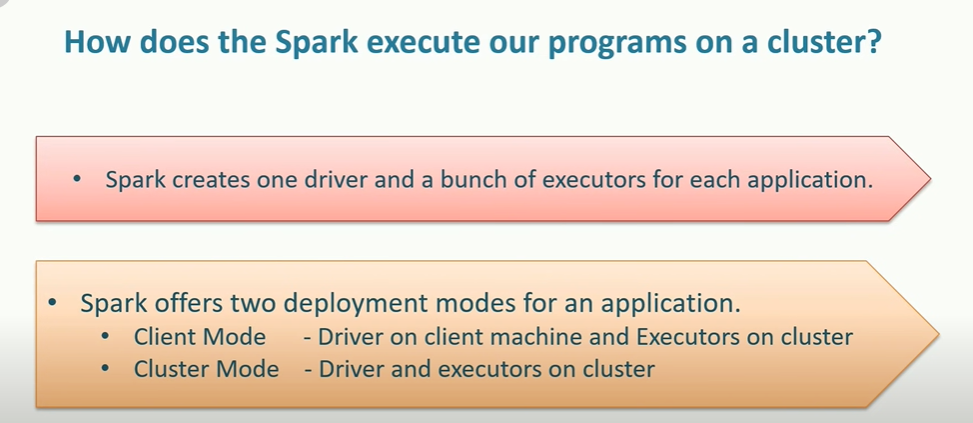 How does the Spark execute our programs on a cluster?
• Spark creates one driver and a bunch of executors for each application.
• Spark offers two deployment modes for an application.
• Client Mode - Driver on client machine and Executors on cluster
• Cluster Mode - Driver and executors on cluster